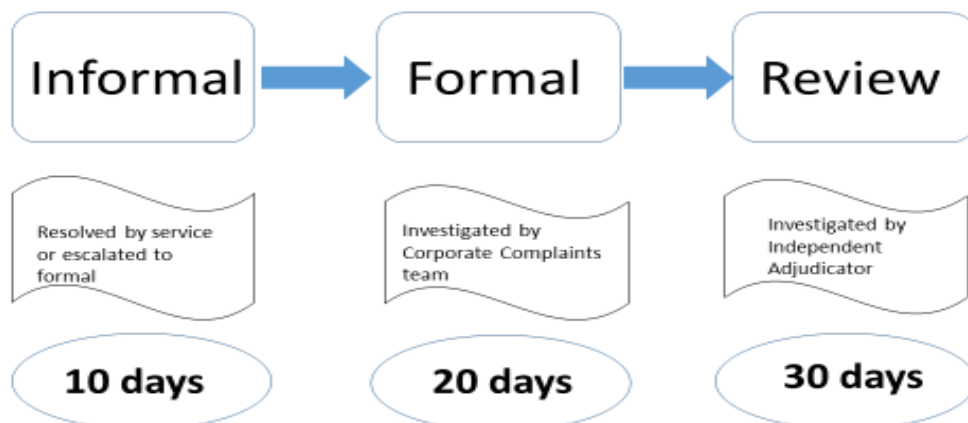 Informal
Formal
Review
Resolved by service
or escalated to
formal
Investigated by
Corporate Complaints
team
Investigated by
Independent
Adjudicator
10 days
20 days
30 days